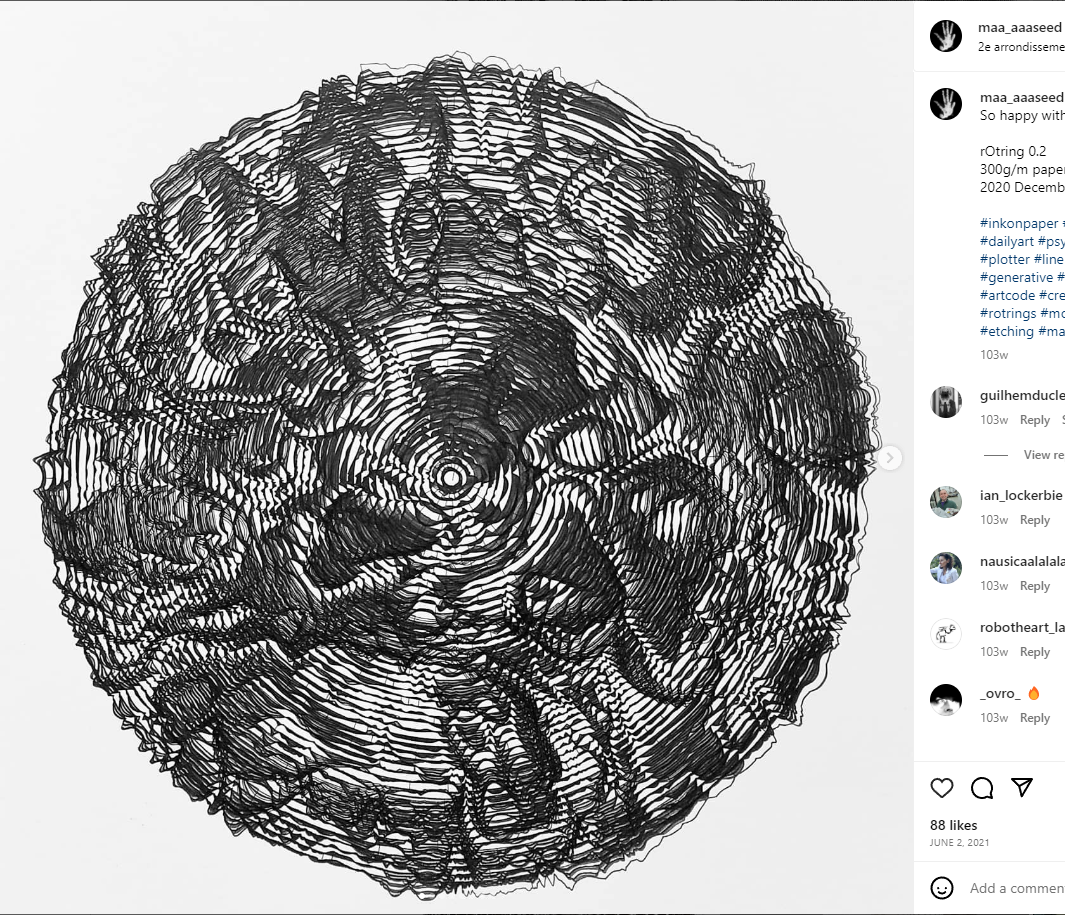 maa_aaaseed
2e arrondisseme
maa_aaaseed
So happy with
rOtring 0.2
300g/m paper
2020 Decemb
#inkonpaper #
#dailyart #psy
#plotter #line
#generative #
#artcode #cre
#rotrings #mo
#etching #ma
103w
guilhemducle
103w Reply S
View re
ian_lockerbie
103w Reply
nausicaalalala
103w Reply
robotheart_la
103w Reply
_ovro_ 🔥
103w Reply
88 likes
JUNE 2, 2021
Add a commen